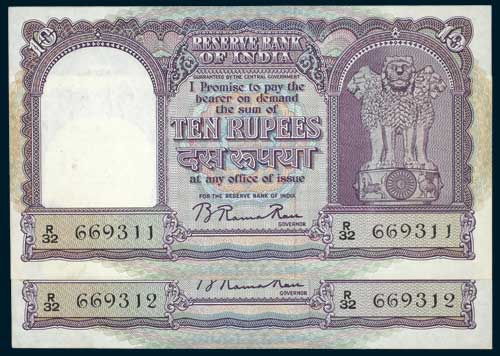 10 RESERVE BANK 10
OF INDIA
GUARANTEED BY THE CENTRAL GOVERNMENT
I Promise to pay the
bearer on demand
the sum of
TEN RUPEES
दस रूपया
at any office of issue
FOR THE RESERVE BANK OF INDIA
B Rama Rau
GOVERNOR
R/32 669311 R/32 669311
B Rama Rau
GOVERNOR
R/32 669312 R/32 669312